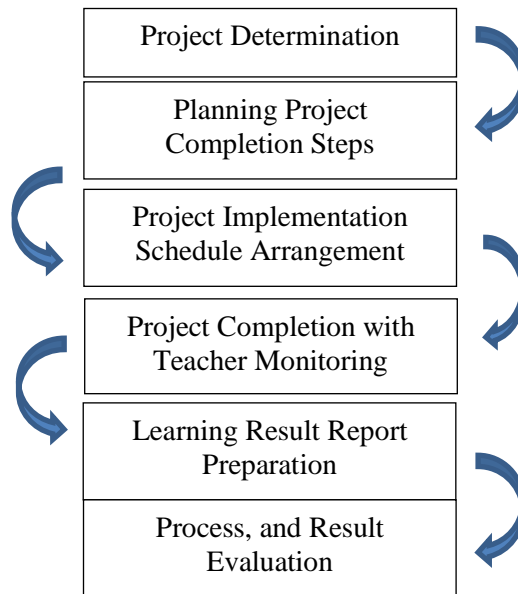 Project Determination
Planning Project
Completion Steps
Project Implementation
Schedule Arrangement
Project Completion with
Teacher Monitoring
Learning Result Report
Preparation
Process, and Result
Evaluation